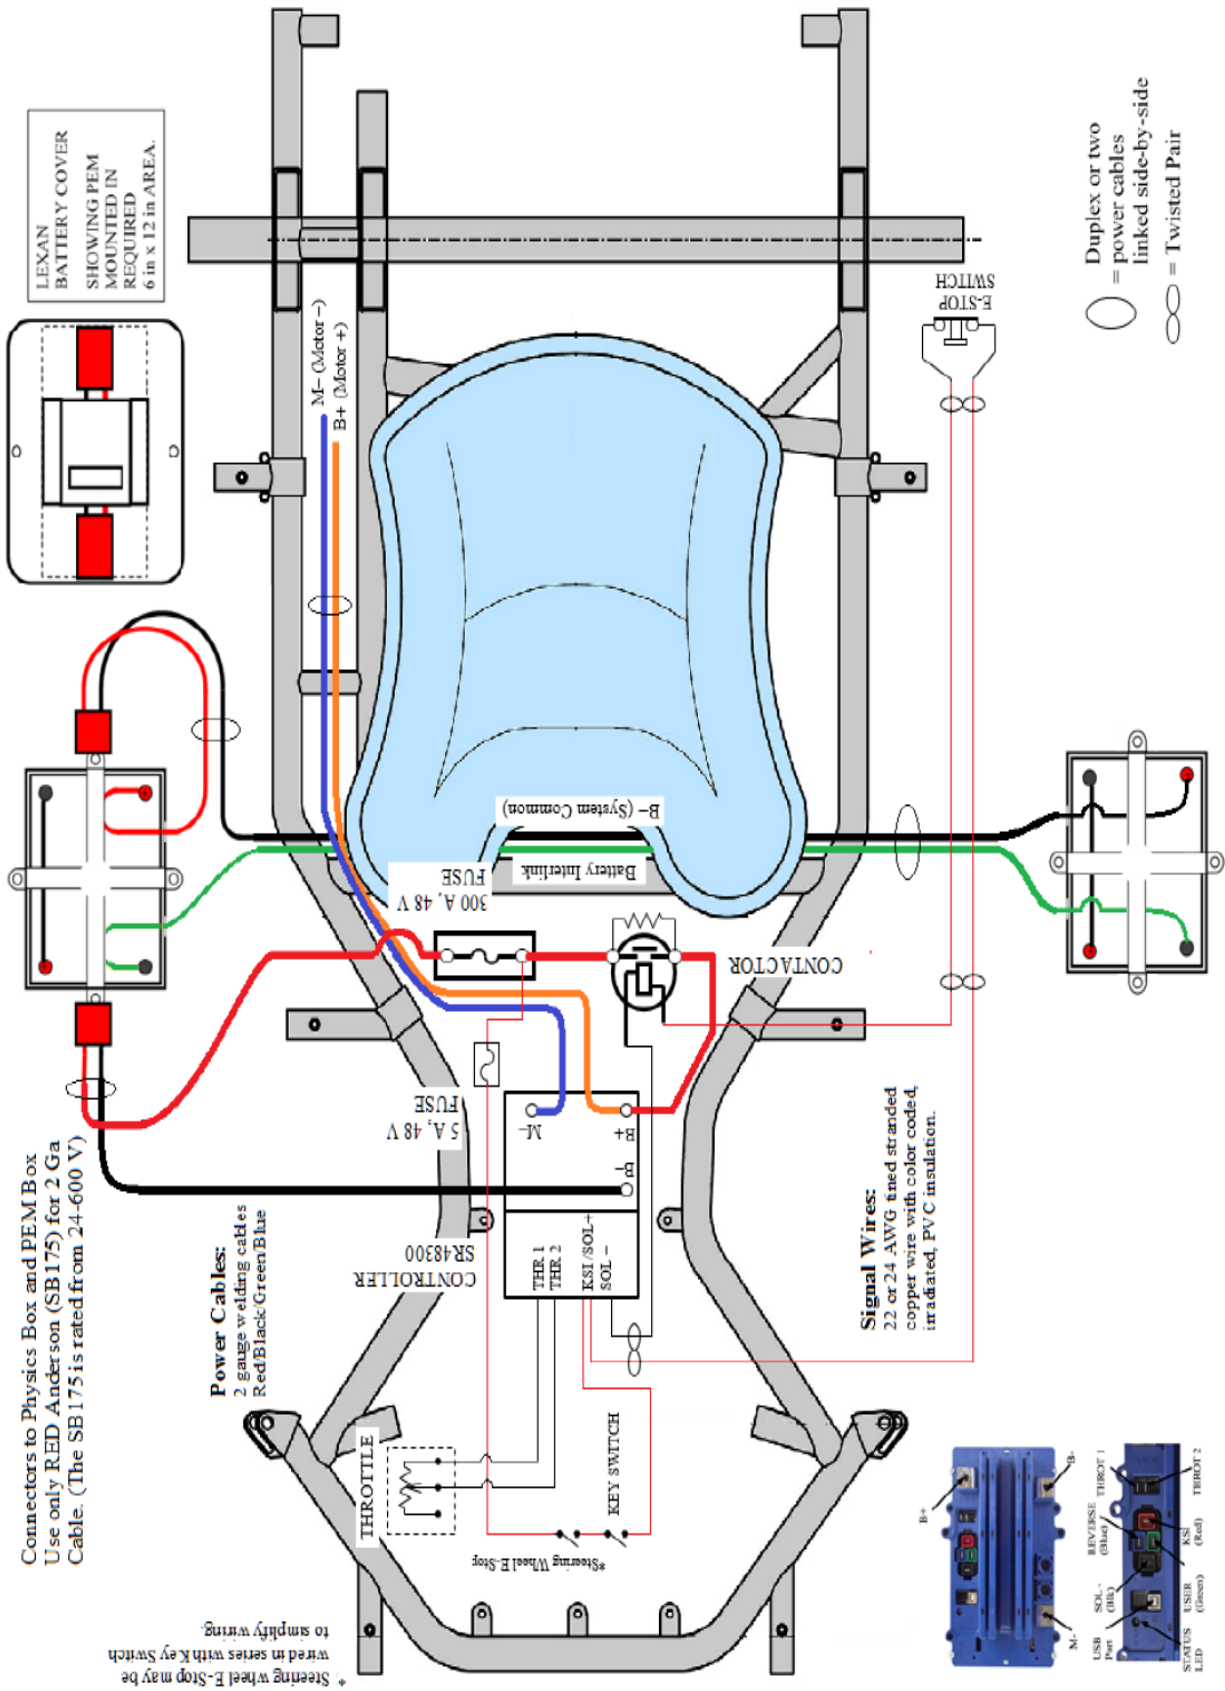 LEXAN
BATTERY COVER
SHOWING PEM
MOUNTED IN
REQUIRED
6 in x 12 in AREA.
M– (Motor –)
B+ (Motor +)
E-STOP
SWITCH
Duplex or two
= power cables
linked side-by-side
= Twisted Pair
B– (System Common)
Battery Interlink
300 A, 48 V
FUSE
CONTACTOR
5 A, 48 V
FUSE
M–
B+
B–
CONTROLLER
SR48300
THR 1
THR 2
KSI /SOL+
SOL –
Connectors to Physics Box and PEM Box
Use only RED Anderson (SB175) for 2 Ga
Cable. (The SB175 is rated from 24-600 V)
Power Cables:
2 gauge welding cables
Red/Black/Green/Blue
Signal Wires:
22 or 24 AWG tined stranded
copper wire with color coded,
irradiated, PVC insulation.
THROTTLE
KEY SWITCH
*Steering Wheel E-Stop
* Steering wheel E-Stop may be
wired in series with Key Switch
to simplify wiring.
B+
B-
M-
THROT 1
THROT 2
REVERSE
(Blue)
KSI
(Red)
SOL -
(Blk)
USER
(Green)
USB
Port
STATUS
LED